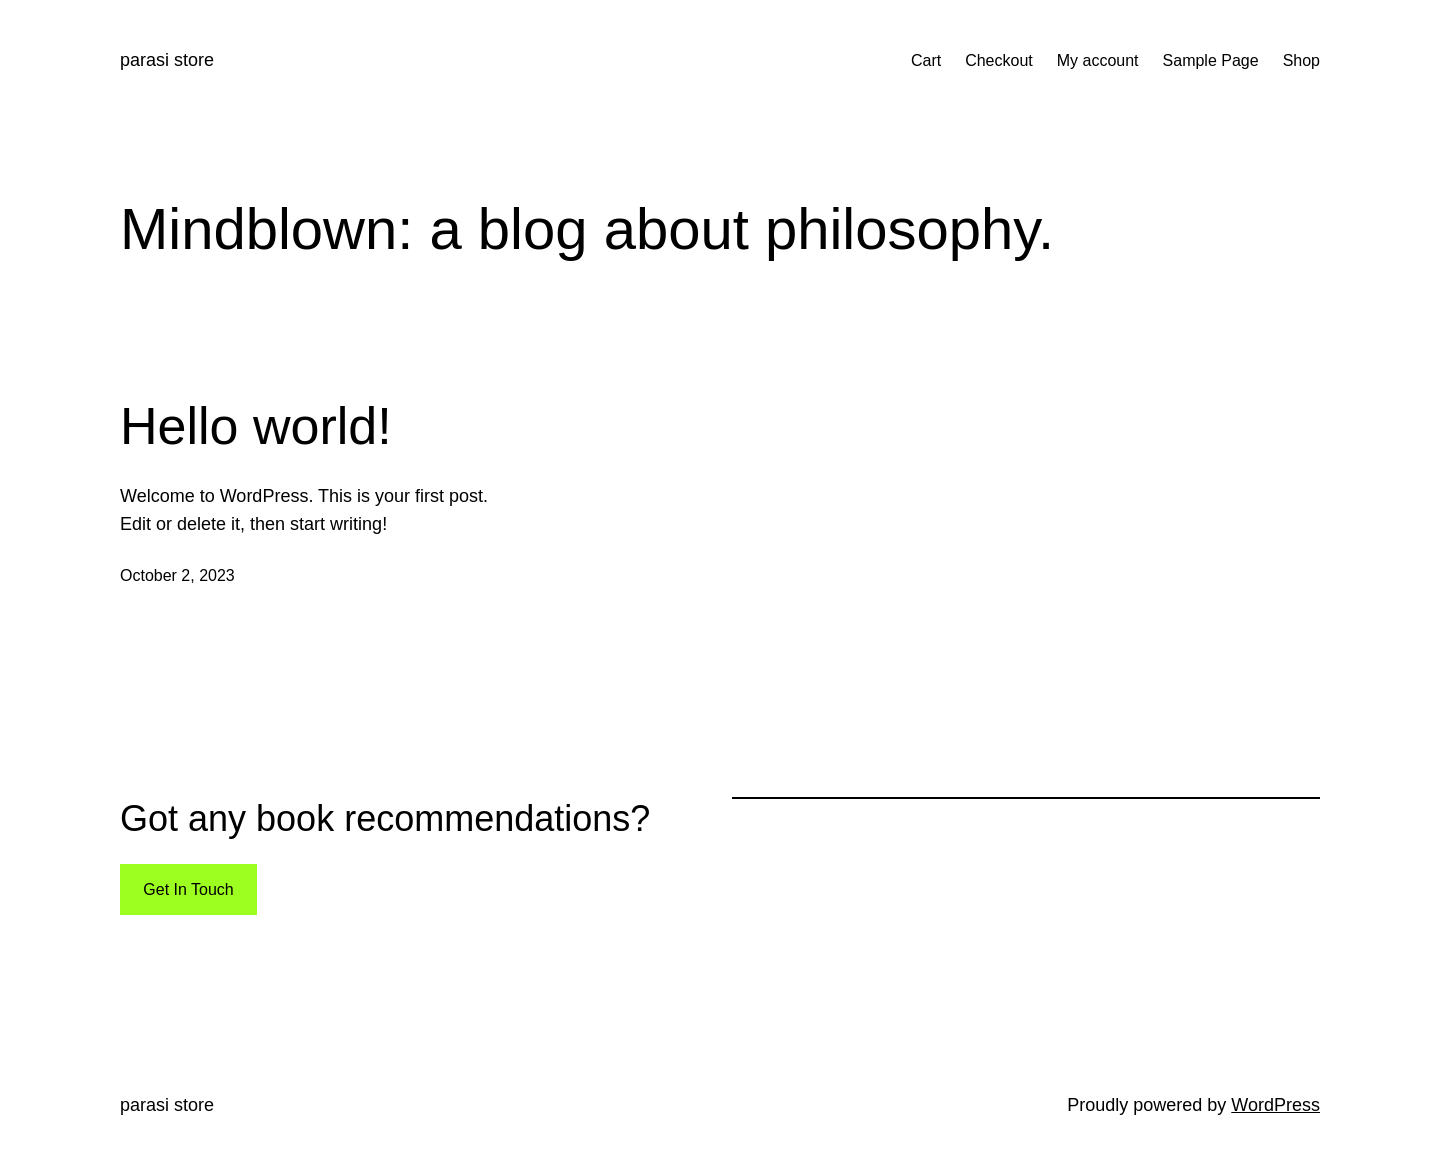 parasi store
Cart
Checkout
My account
Sample Page
Shop
Mindblown: a blog about philosophy.
Hello world!
Welcome to WordPress. This is your first post.
Edit or delete it, then start writing!
October 2, 2023
Got any book recommendations?
Get In Touch
parasi store
Proudly powered by WordPress